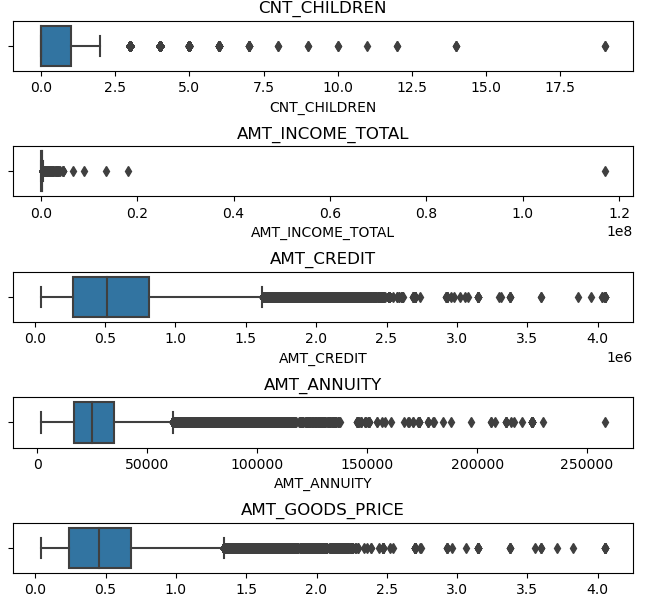 CNT_CHILDREN
0.0 2.5 5.0 7.5 10.0 12.5 15.0 17.5
CNT_CHILDREN
AMT_INCOME_TOTAL
0.0 0.2 0.4 0.6 0.8 1.0 1.2
1e8
AMT_INCOME_TOTAL
AMT_CREDIT
0.0 0.5 1.0 1.5 2.0 2.5 3.0 3.5 4.0
1e6
AMT_CREDIT
AMT_ANNUITY
0 50000 100000 150000 200000 250000
AMT_ANNUITY
AMT_GOODS_PRICE
0.0 0.5 1.0 1.5 2.0 2.5 3.0 3.5 4.0